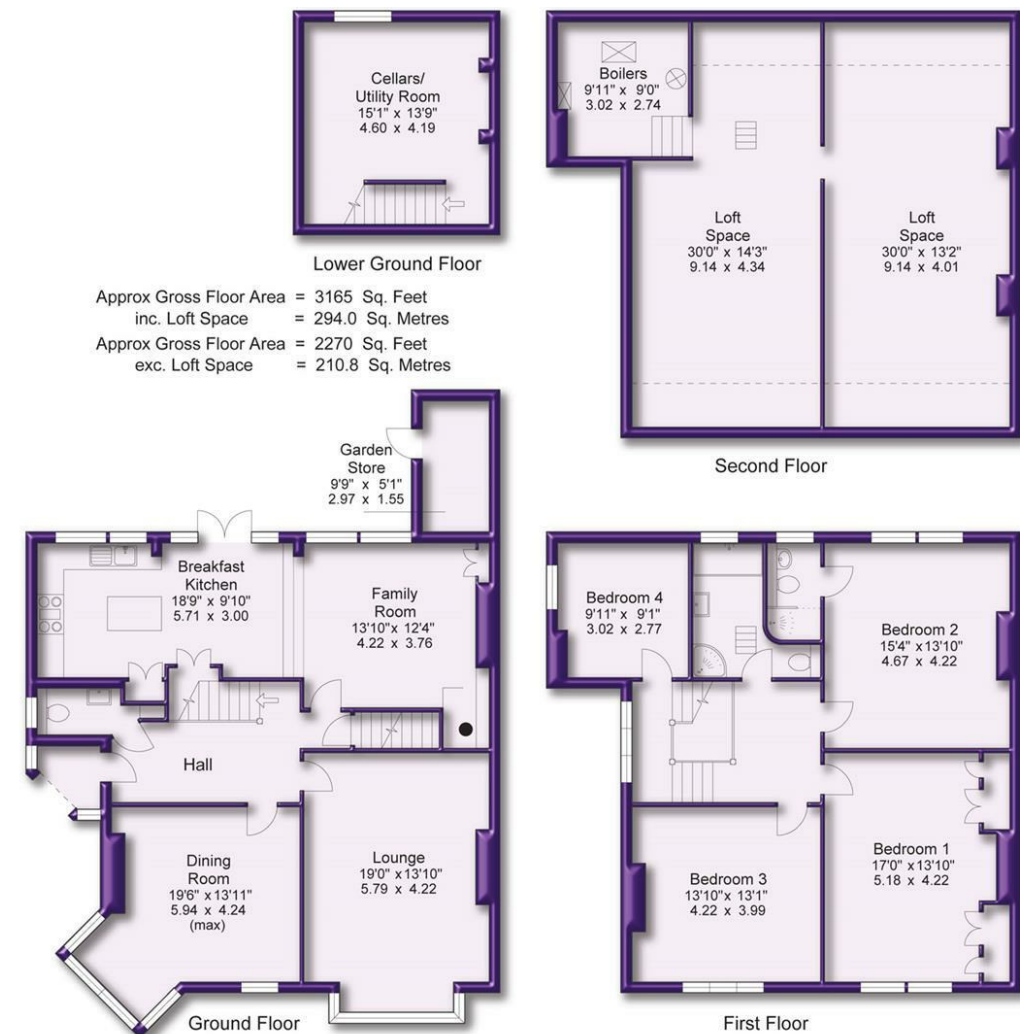 Cellars/
Utility Room
15'1" x 13'9"
4.60 x 4.19
Lower Ground Floor
Boilers
9'11" x 9'0"
3.02 x 2.74
Loft
Space
30'0" x 14'3"
9.14 x 4.34
Loft
Space
30'0" x 13'2"
9.14 x 4.01
Second Floor
Approx Gross Floor Area = 3165 Sq. Feet
inc. Loft Space = 294.0 Sq. Metres
Approx Gross Floor Area = 2270 Sq. Feet
exc. Loft Space = 210.8 Sq. Metres
Garden
Store
9'9" x 5'1"
2.97 x 1.55
Breakfast
Kitchen
18'9" x 9'10"
5.71 x 3.00
Family
Room
13'10" x 12'4"
4.22 x 3.76
Hall
Dining
Room
19'6" x 13'11"
5.94 x 4.24
(max)
Lounge
19'0" x 13'10"
5.79 x 4.22
Ground Floor
Bedroom 4
9'11" x 9'1"
3.02 x 2.77
Bedroom 2
15'4" x 13'10"
4.67 x 4.22
Bedroom 3
13'10" x 13'1"
4.22 x 3.99
Bedroom 1
17'0" x 13'10"
5.18 x 4.22
First Floor